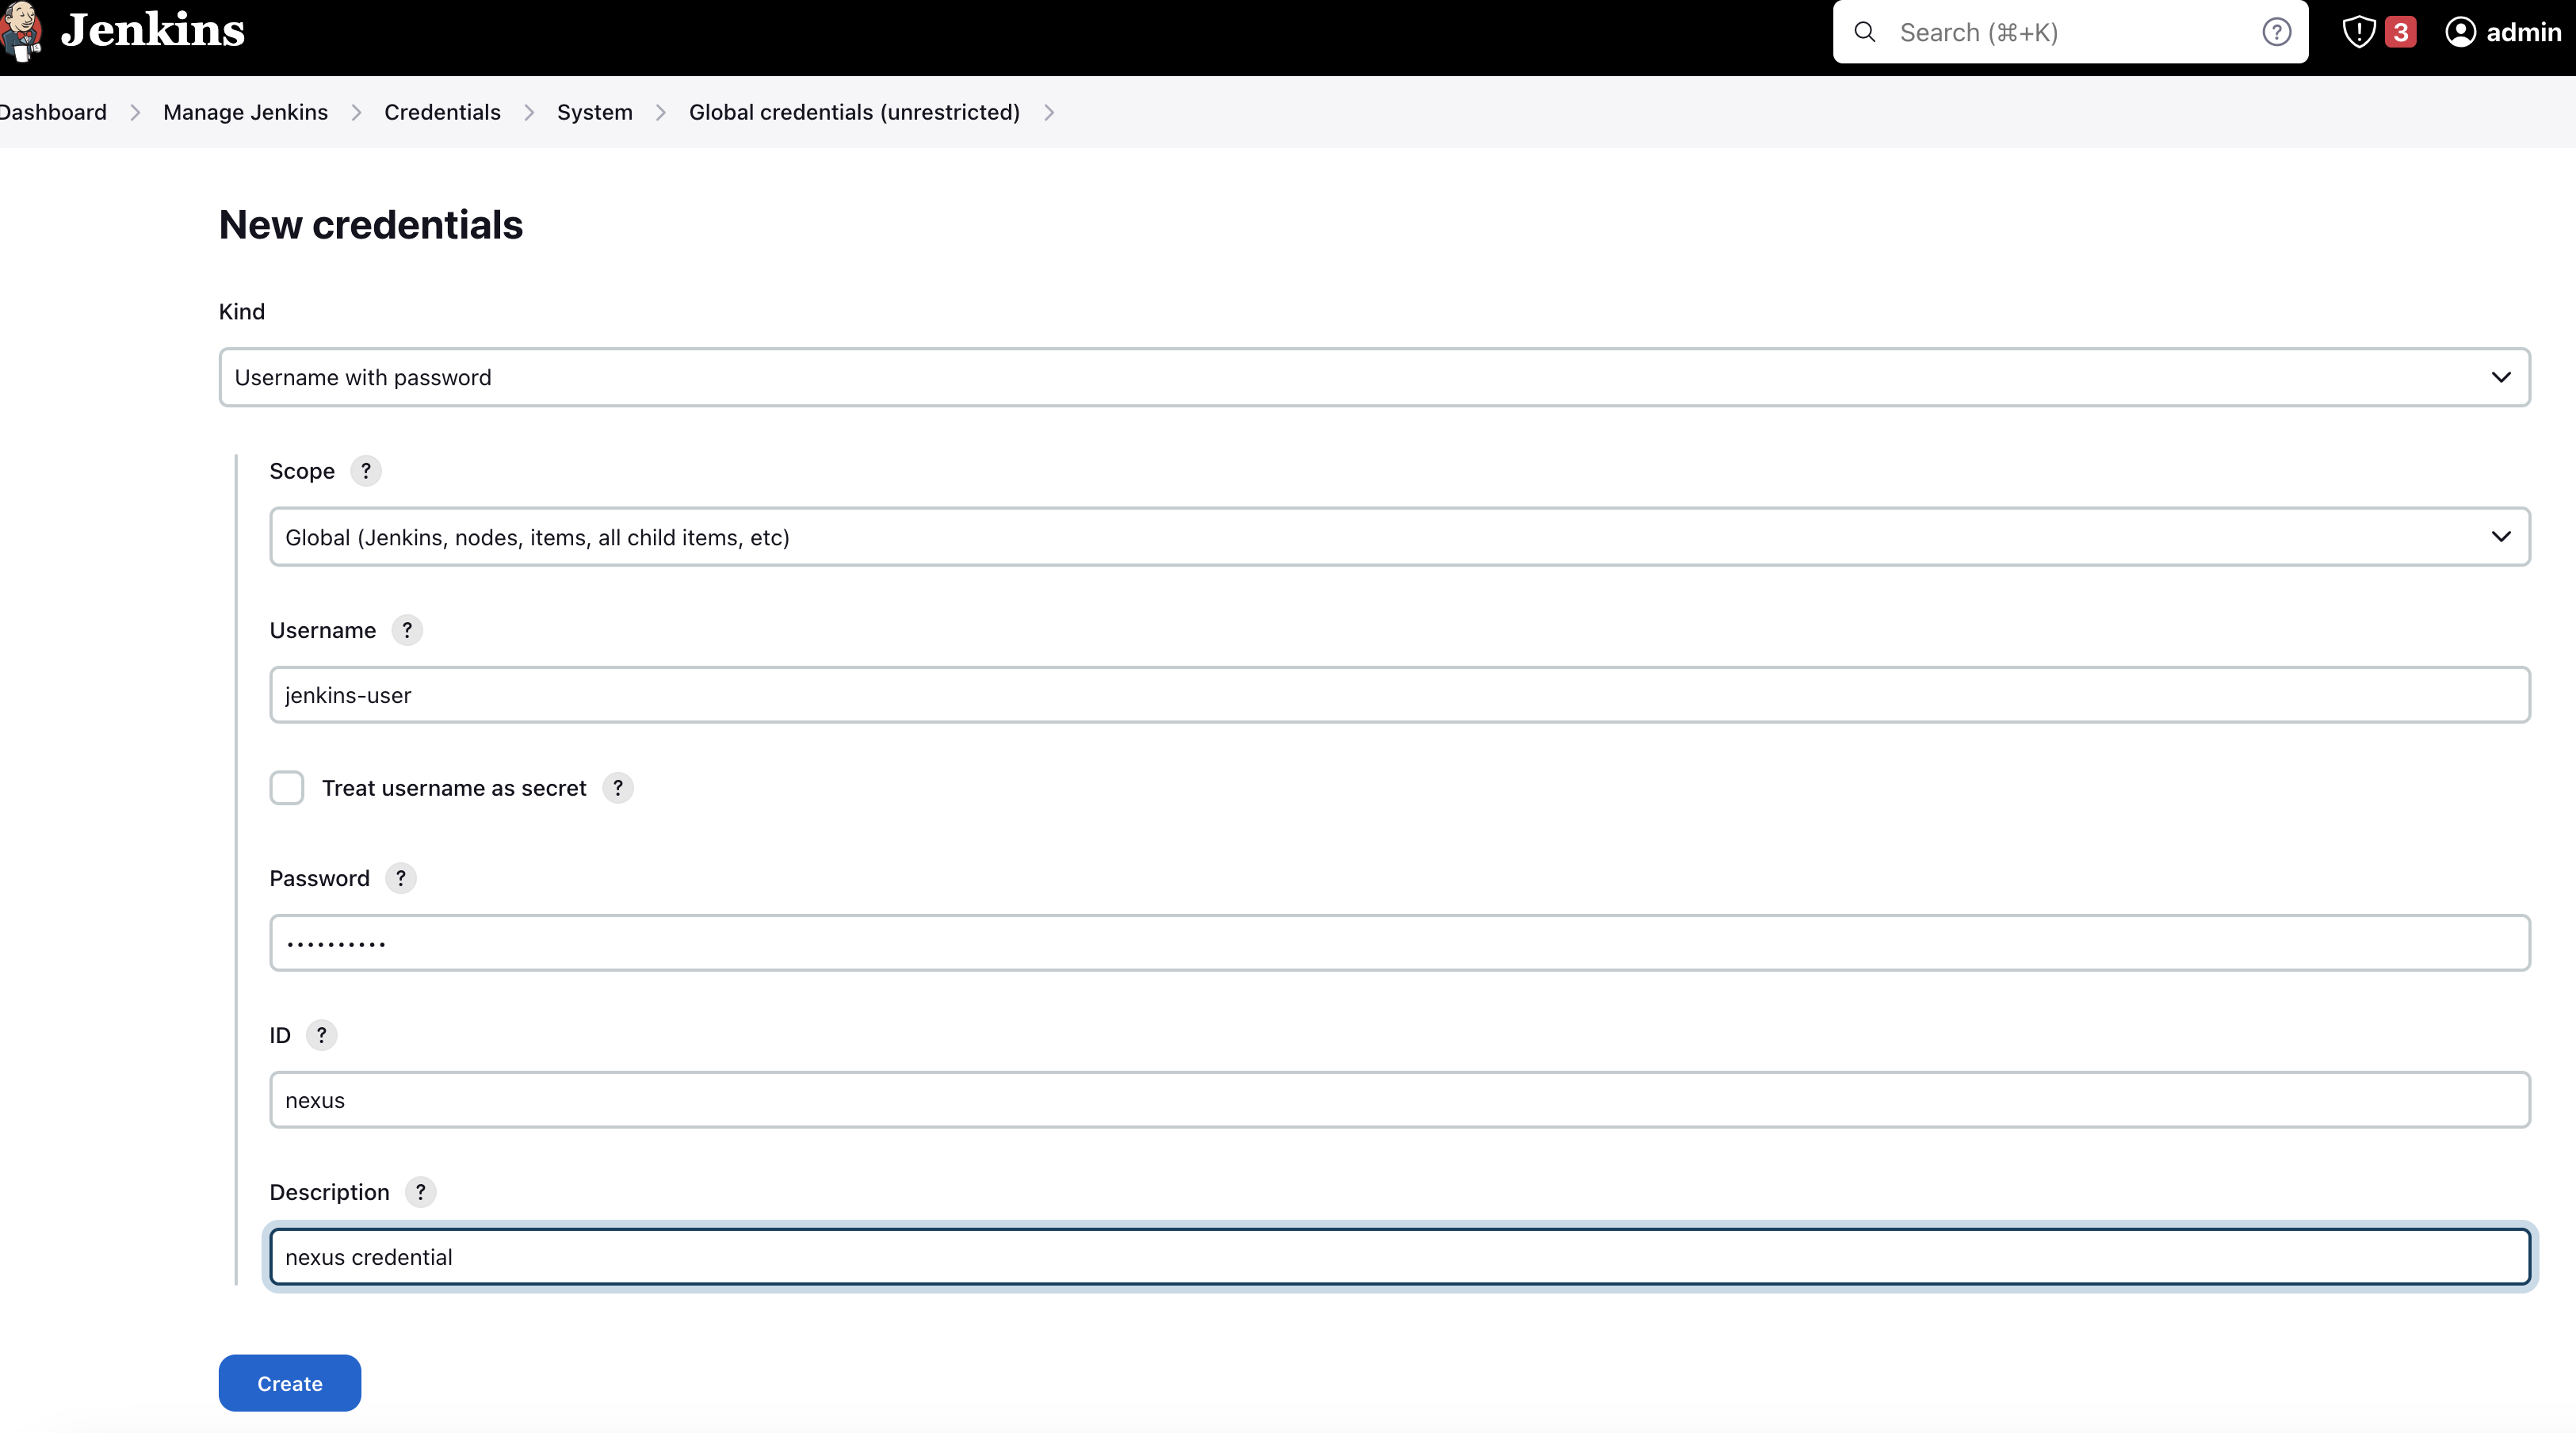 Jenkins
Search (⌘+K)
?
3
admin
Dashboard
Manage Jenkins
Credentials
System
Global credentials (unrestricted)
New credentials
Kind
Username with password
Scope ?
Global (Jenkins, nodes, items, all child items, etc)
Username ?
jenkins-user
Treat username as secret ?
Password ?
••••••••••
ID ?
nexus
Description ?
nexus credential
Create